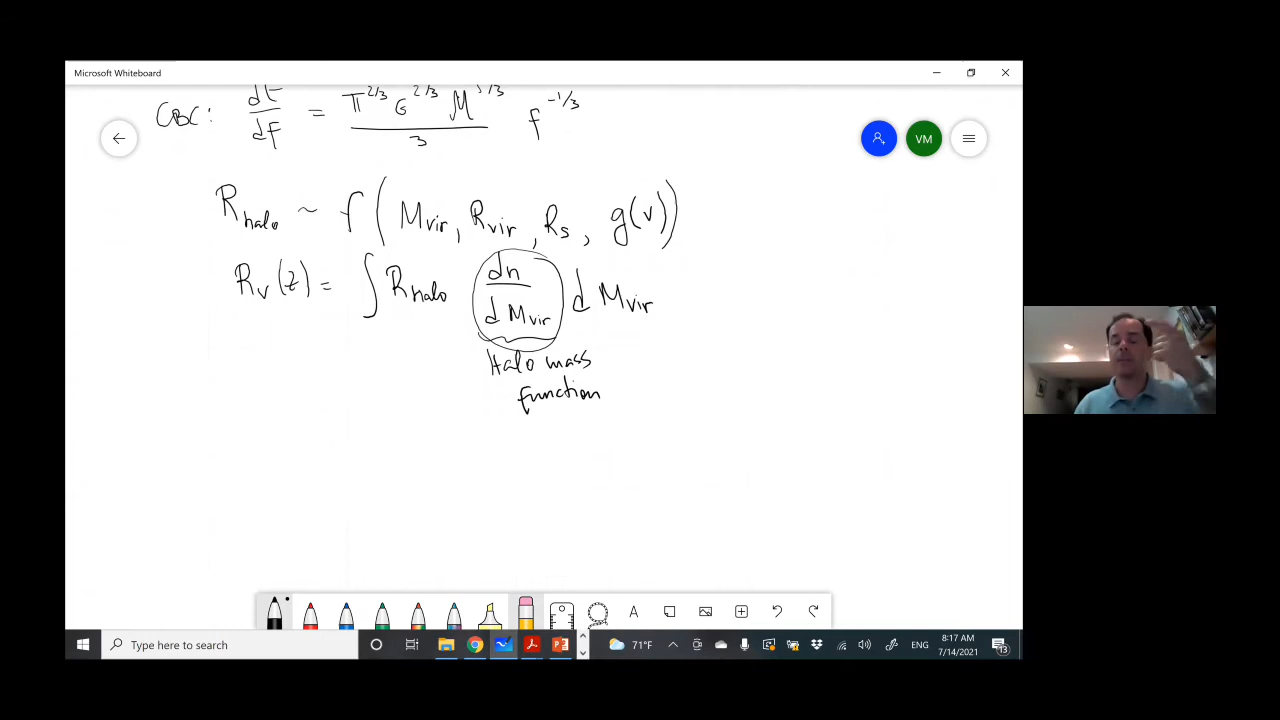 Microsoft Whiteboard
VM
CBC: dE/df = π^{2/3} G^{2/3} M^{5/3} / 3 f^{-1/3}
R_halo ~ f(M_vir, R_vir, R_s, g(v))
R_v(z) = ∫ R_halo dn/dM_vir dM_vir
Halo mass
function
A
Type here to search
71°F
ENG
8:17 AM
7/14/2021
13